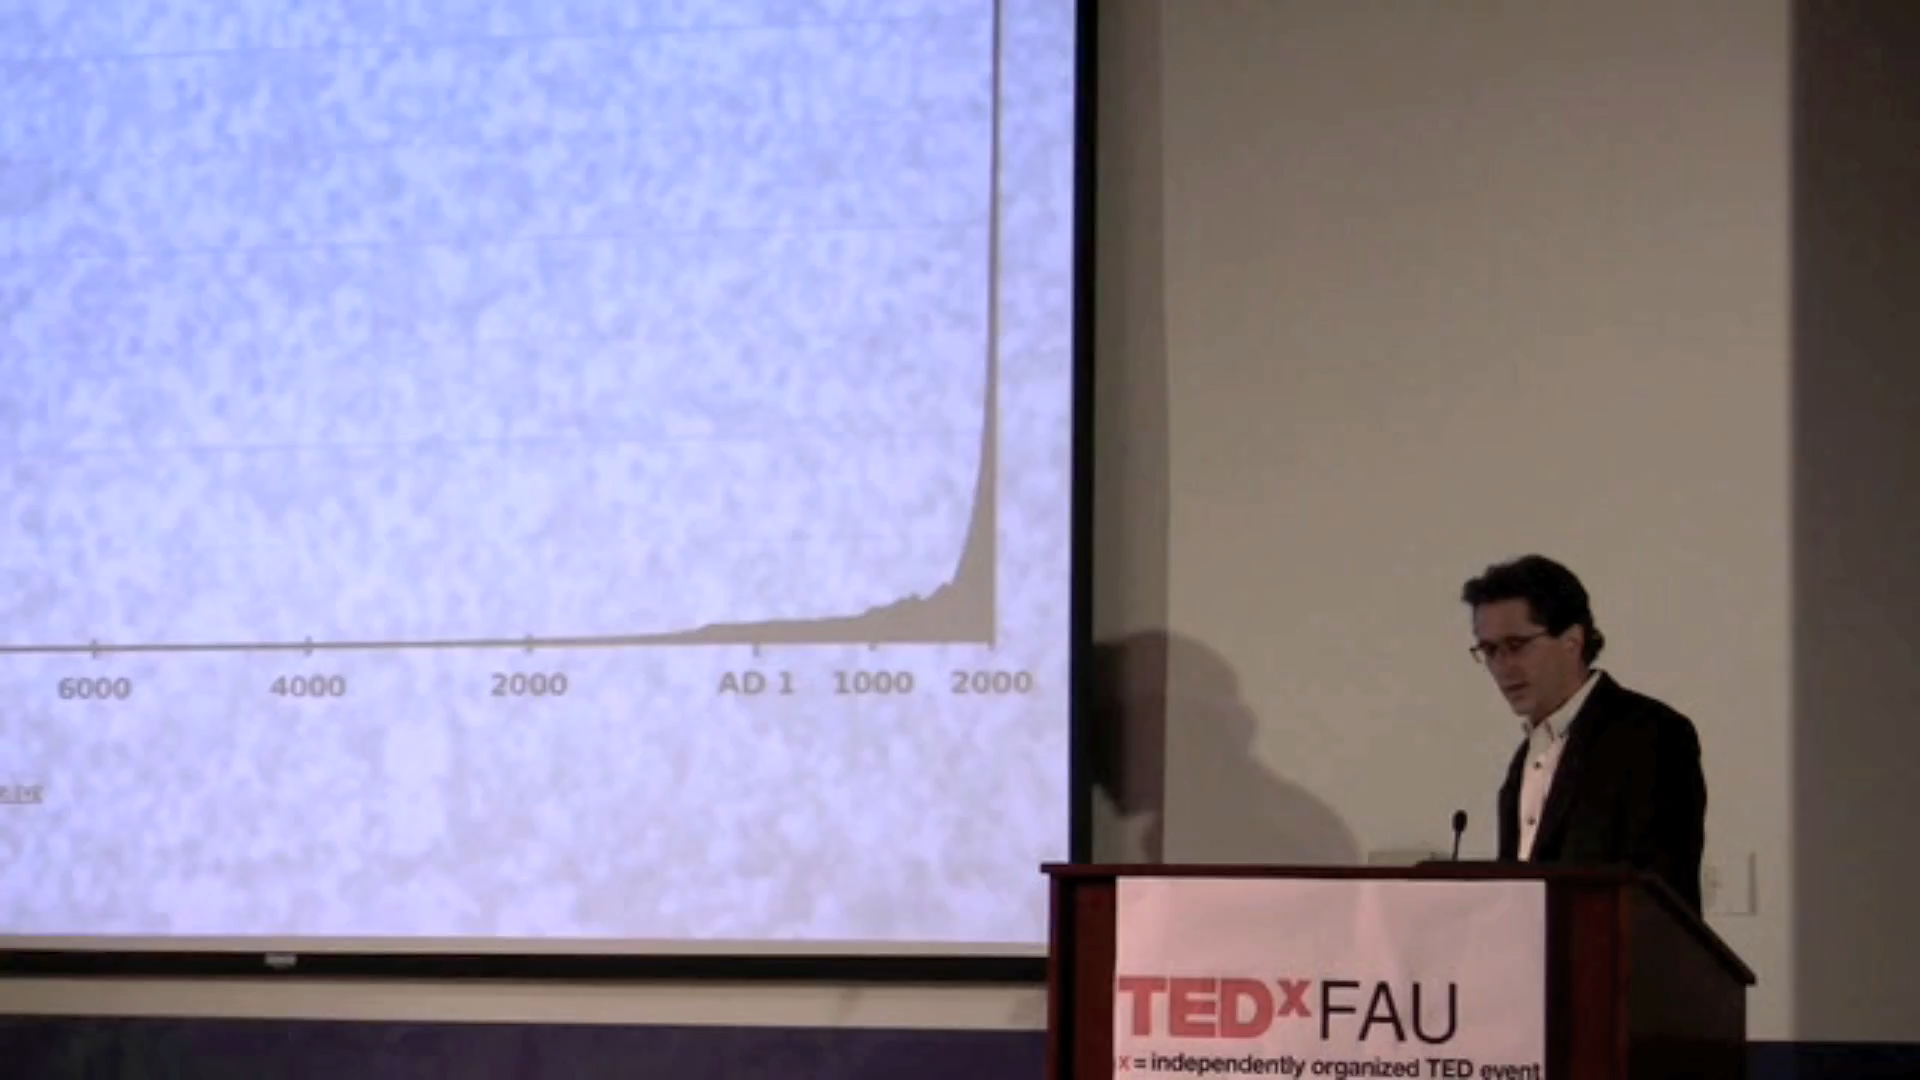 6000 4000 2000 AD 1 1000 2000
TEDxFAU
x = independently organized TED event